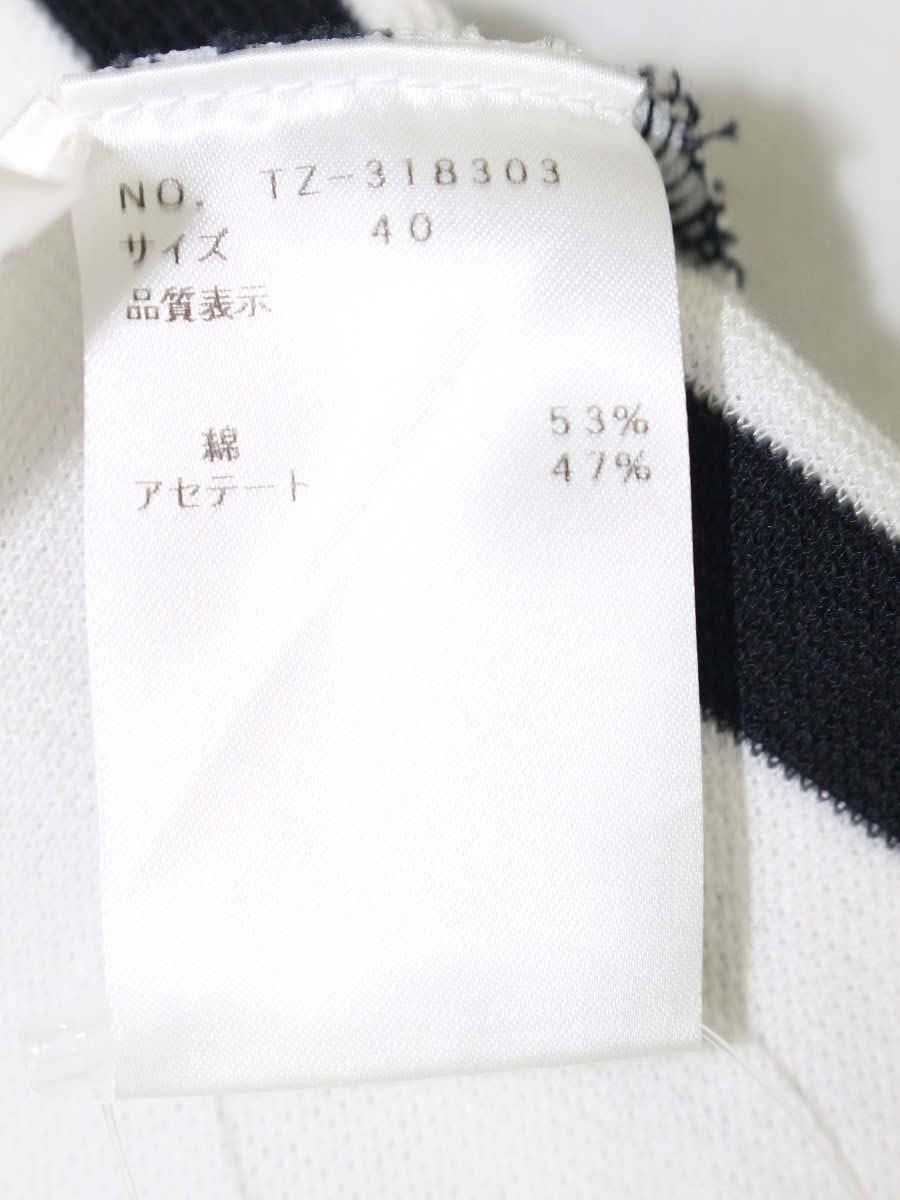 NO. TZ-318303
サイズ 40
品質表示
綿 53%
アセテート 47%